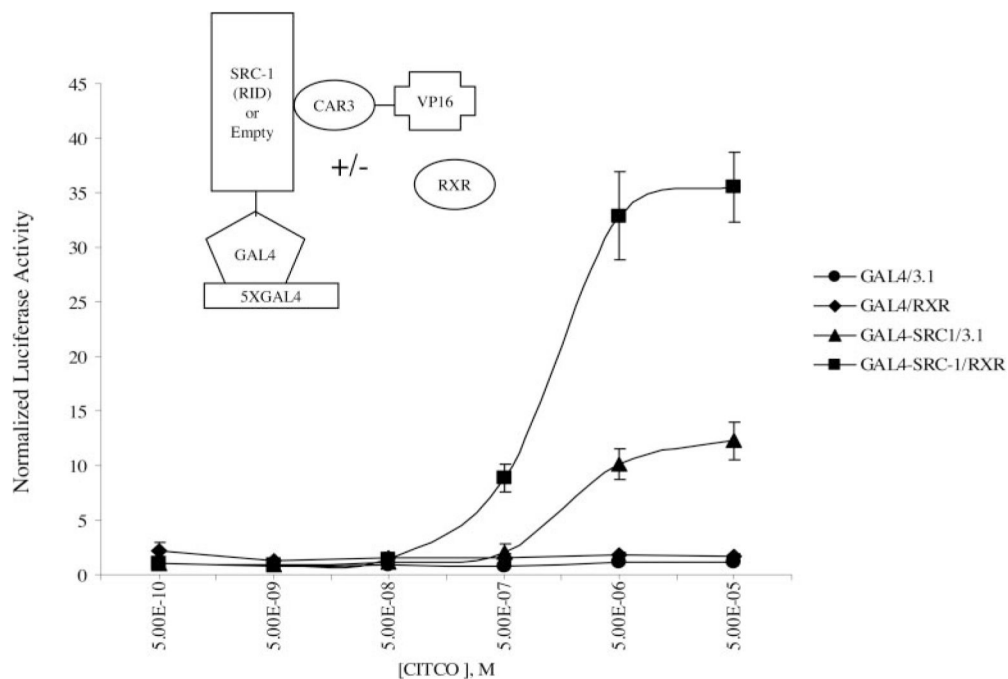 SRC-1
(RID)
or
Empty
CAR3
VP16
+/-
RXR
GAL4
5XGAL4
Normalized Luciferase Activity
45
40
35
30
25
20
15
10
5
0
5.00E-10
5.00E-09
5.00E-08
5.00E-07
5.00E-06
5.00E-05
[CITCO ], M
GAL4/3.1
GAL4/RXR
GAL4-SRC1/3.1
GAL4-SRC-1/RXR